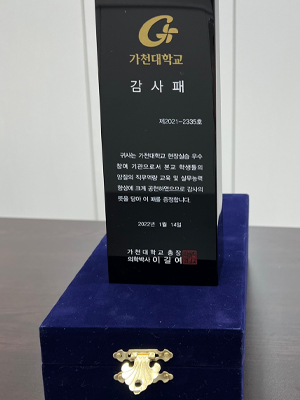 가천대학교
감 사 패
제2021-2335호
귀사는 가천대학교 현장실습 우수
참여 기관으로서 본교 학생들의
양질의 직무역량 교육 및 실무능력
향상에 크게 공헌하였으므로 감사의
뜻을 담아 이 패를 증정합니다.
2022년 1월 14일
가천대학교 총장
의학박사 이길여